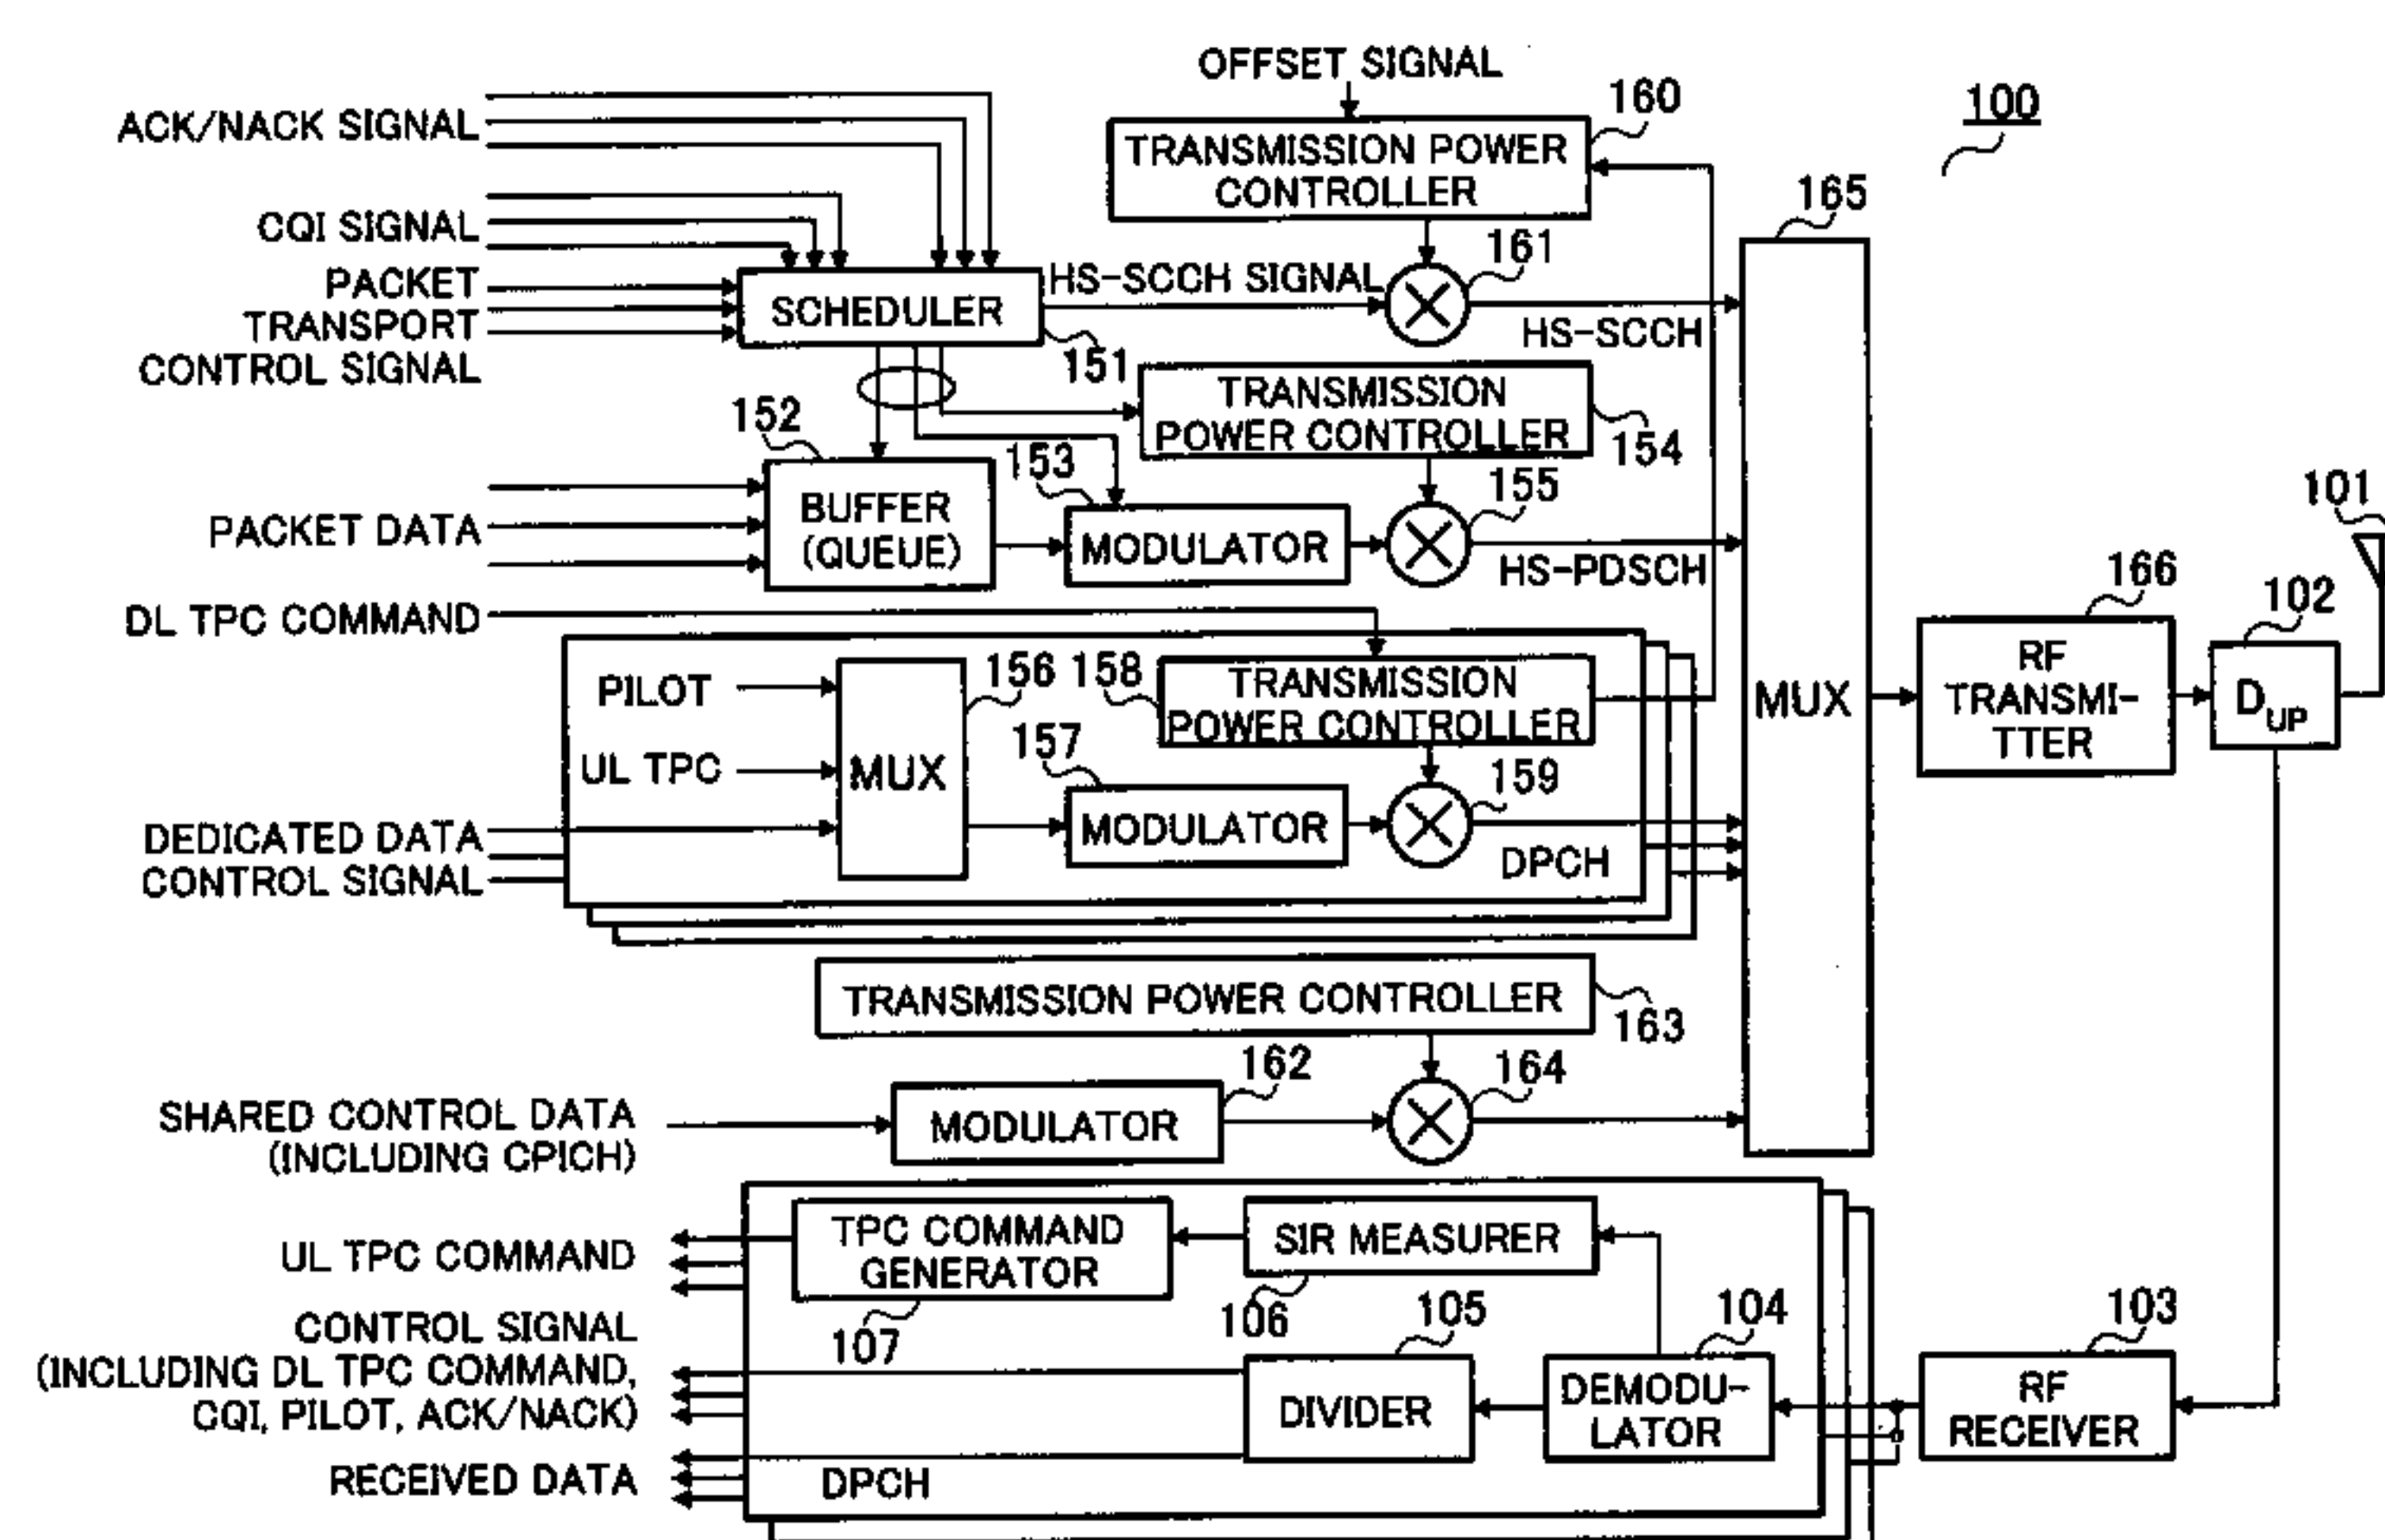 OFFSET SIGNAL
160
100
ACK/NACK SIGNAL
TRANSMISSION POWER
CONTROLLER
165
CQI SIGNAL
161
PACKET
TRANSPORT
CONTROL SIGNAL
SCHEDULER
HS-SCCH SIGNAL
HS-SCCH
151
TRANSMISSION
POWER CONTROLLER
154
152
153
155
101
PACKET DATA
BUFFER
(QUEUE)
MODULATOR
HS-PDSCH
166
102
DL TPC COMMAND
PILOT
156
158
TRANSMISSION
POWER CONTROLLER
MUX
RF
TRANSMI-
TTER
DUP
UL TPC
MUX
157
159
DEDICATED DATA
CONTROL SIGNAL
MODULATOR
DPCH
TRANSMISSION POWER CONTROLLER
163
162
164
SHARED CONTROL DATA
(INCLUDING CPICH)
MODULATOR
UL TPC COMMAND
TPC COMMAND
GENERATOR
SIR MEASURER
107
106
105
104
103
CONTROL SIGNAL
(INCLUDING DL TPC COMMAND,
CQI, PILOT, ACK/NACK)
DIVIDER
DEMODU-
LATOR
RF
RECEIVER
RECEIVED DATA
DPCH